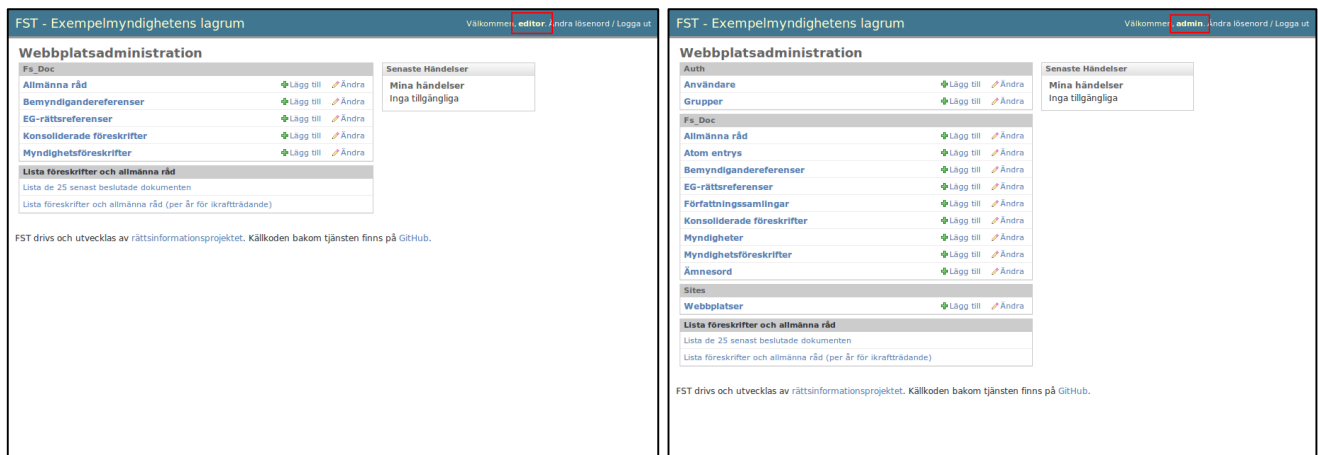 FST - Exempelmyndighetens lagrum
Välkommen, editor. Ändra lösenord / Logga ut
Webbplatsadministration
Fs_Doc
Allmänna råd Lägg till Ändra
Bemyndigandereferenser Lägg till Ändra
EG-rättsreferenser Lägg till Ändra
Konsoliderade föreskrifter Lägg till Ändra
Myndighetsföreskrifter Lägg till Ändra
Lista föreskrifter och allmänna råd
Lista de 25 senast beslutade dokumenten
Lista föreskrifter och allmänna råd (per år för ikraftträdande)
Senaste Händelser
Mina händelser
Inga tillgängliga
FST drivs och utvecklas av rättsinformationsprojektet. Källkoden bakom tjänsten finns på GitHub.
FST - Exempelmyndighetens lagrum
Välkommen, admin. Ändra lösenord / Logga ut
Webbplatsadministration
Auth
Användare Lägg till Ändra
Grupper Lägg till Ändra
Fs_Doc
Allmänna råd Lägg till Ändra
Atom entrys Lägg till Ändra
Bemyndigandereferenser Lägg till Ändra
EG-rättsreferenser Lägg till Ändra
Författningssamlingar Lägg till Ändra
Konsoliderade föreskrifter Lägg till Ändra
Myndigheter Lägg till Ändra
Myndighetsföreskrifter Lägg till Ändra
Ämnesord Lägg till Ändra
Sites
Webbplatser Lägg till Ändra
Lista föreskrifter och allmänna råd
Lista de 25 senast beslutade dokumenten
Lista föreskrifter och allmänna råd (per år för ikraftträdande)
Senaste Händelser
Mina händelser
Inga tillgängliga
FST drivs och utvecklas av rättsinformationsprojektet. Källkoden bakom tjänsten finns på GitHub.